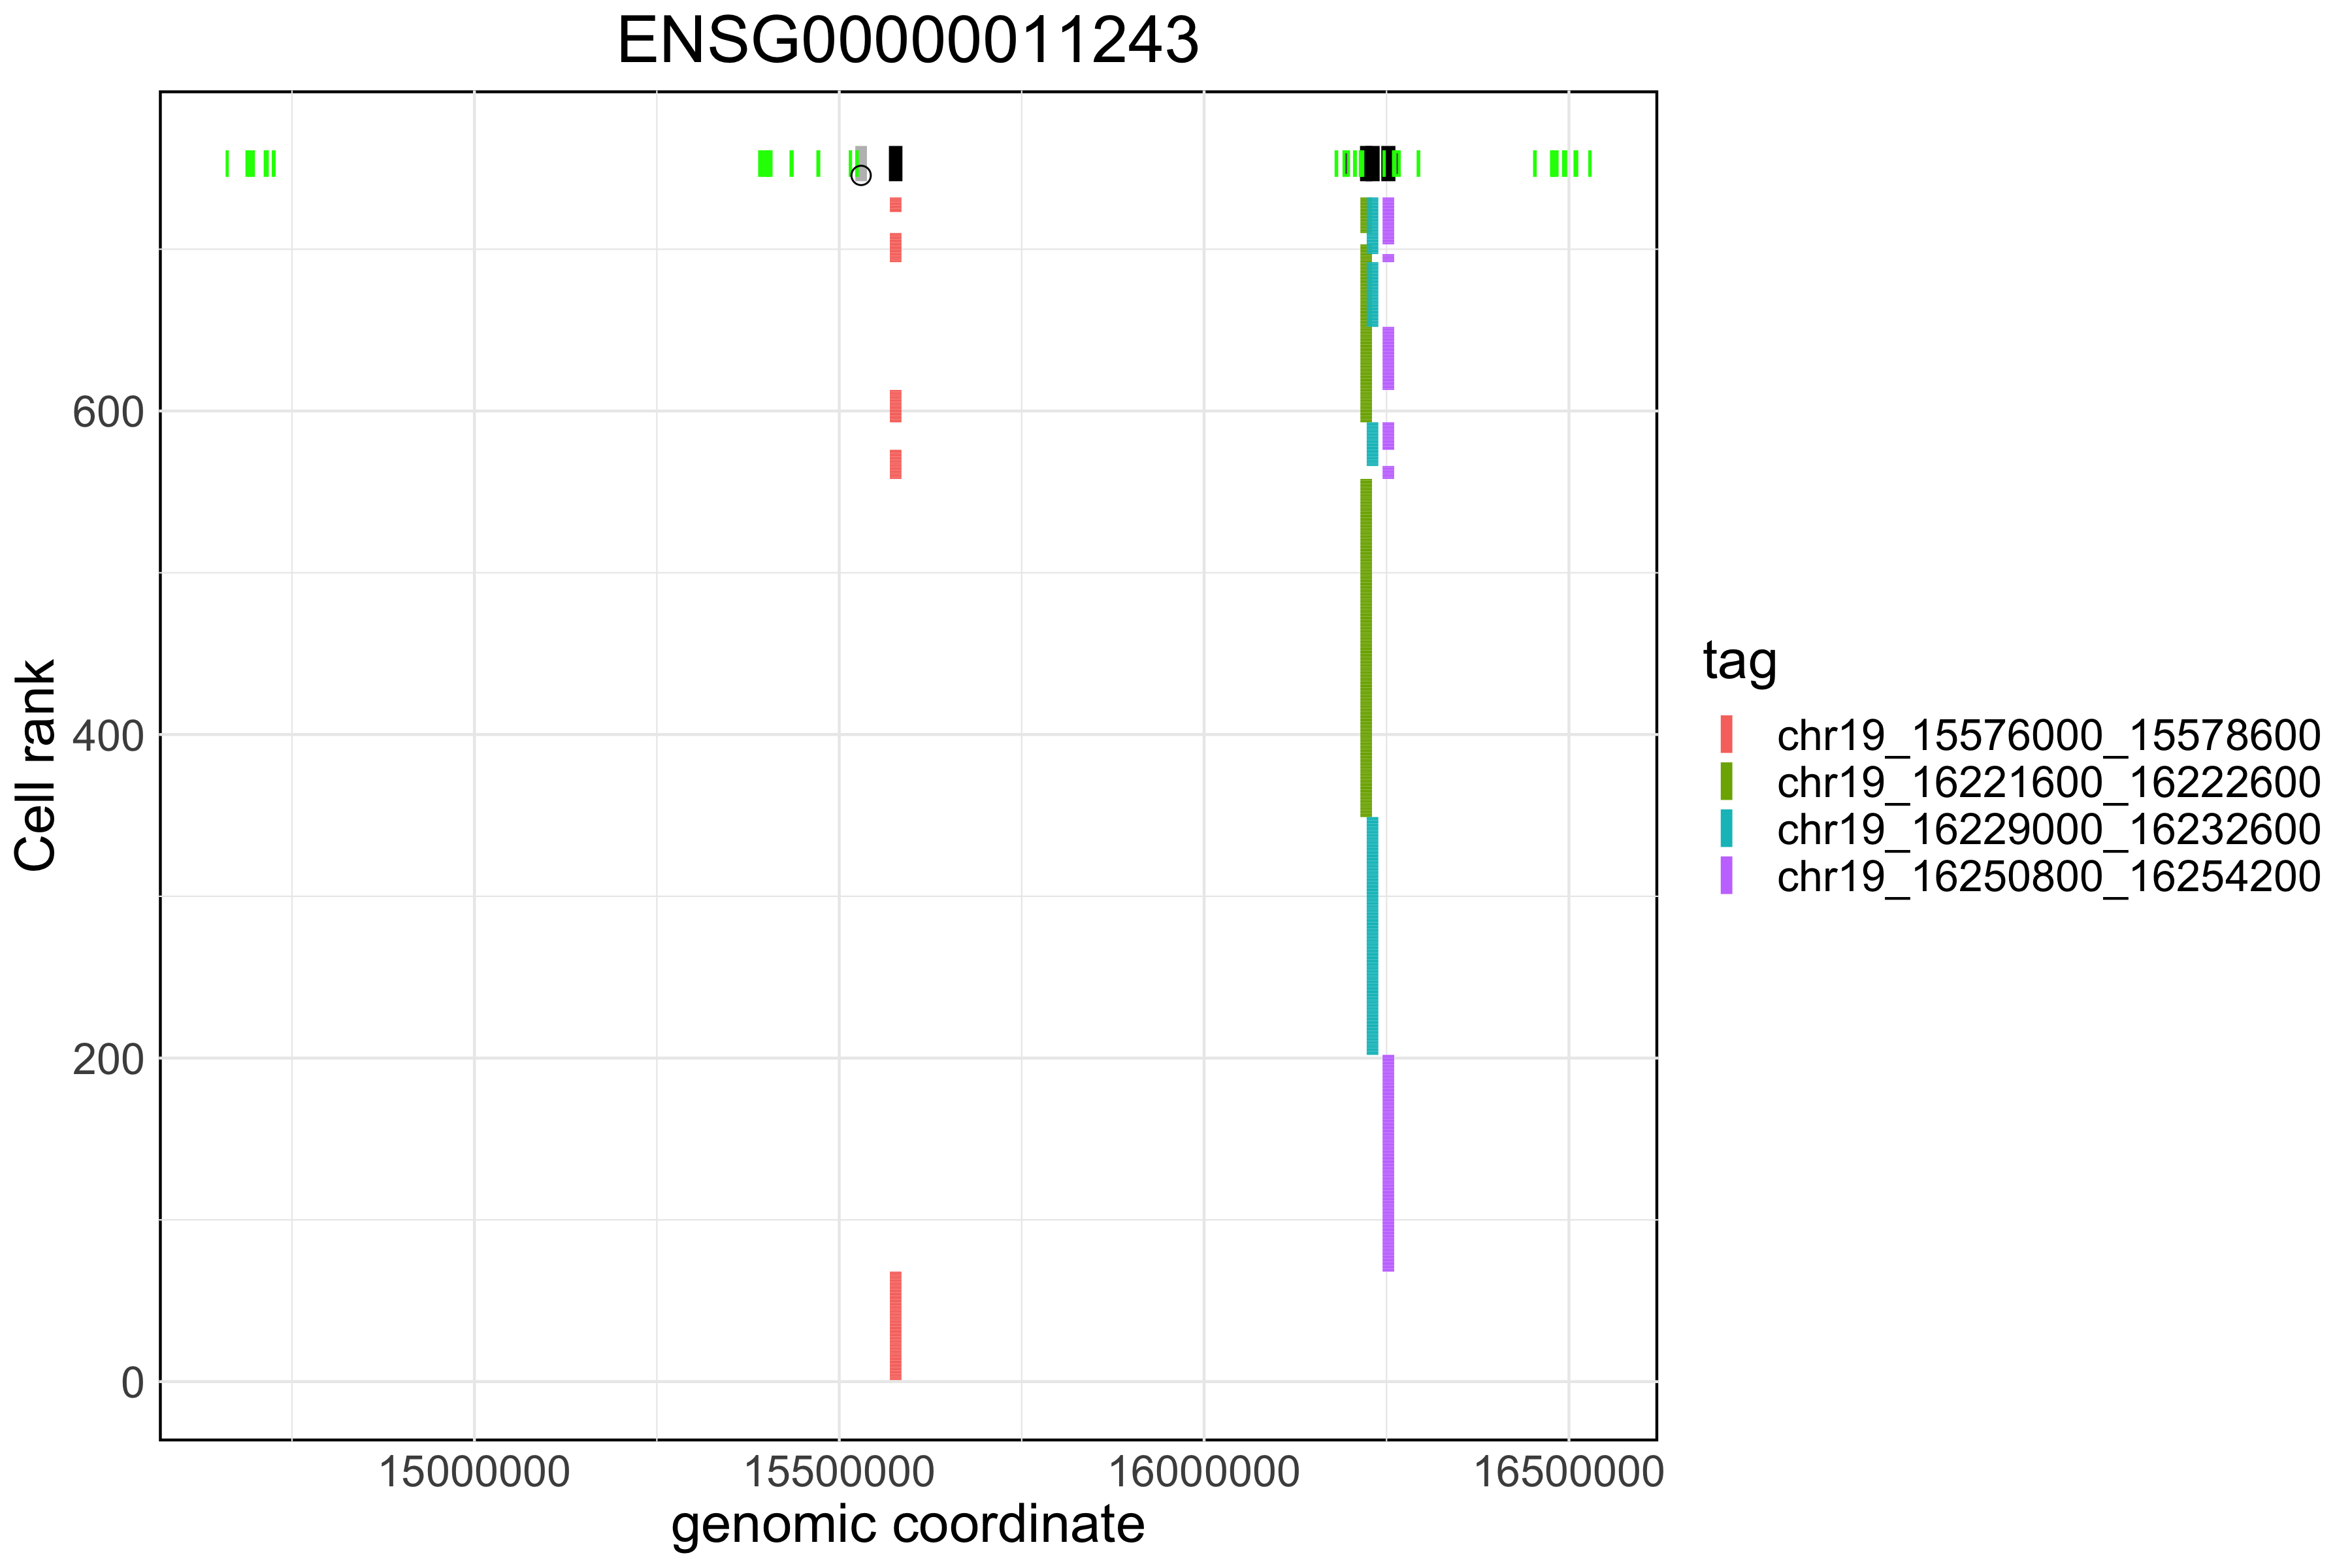 ENSG00000011243
Cell rank
600
400
200
0
15000000 15500000 16000000 16500000
genomic coordinate
tag
chr19_15576000_15578600
chr19_16221600_16222600
chr19_16229000_16232600
chr19_16250800_16254200